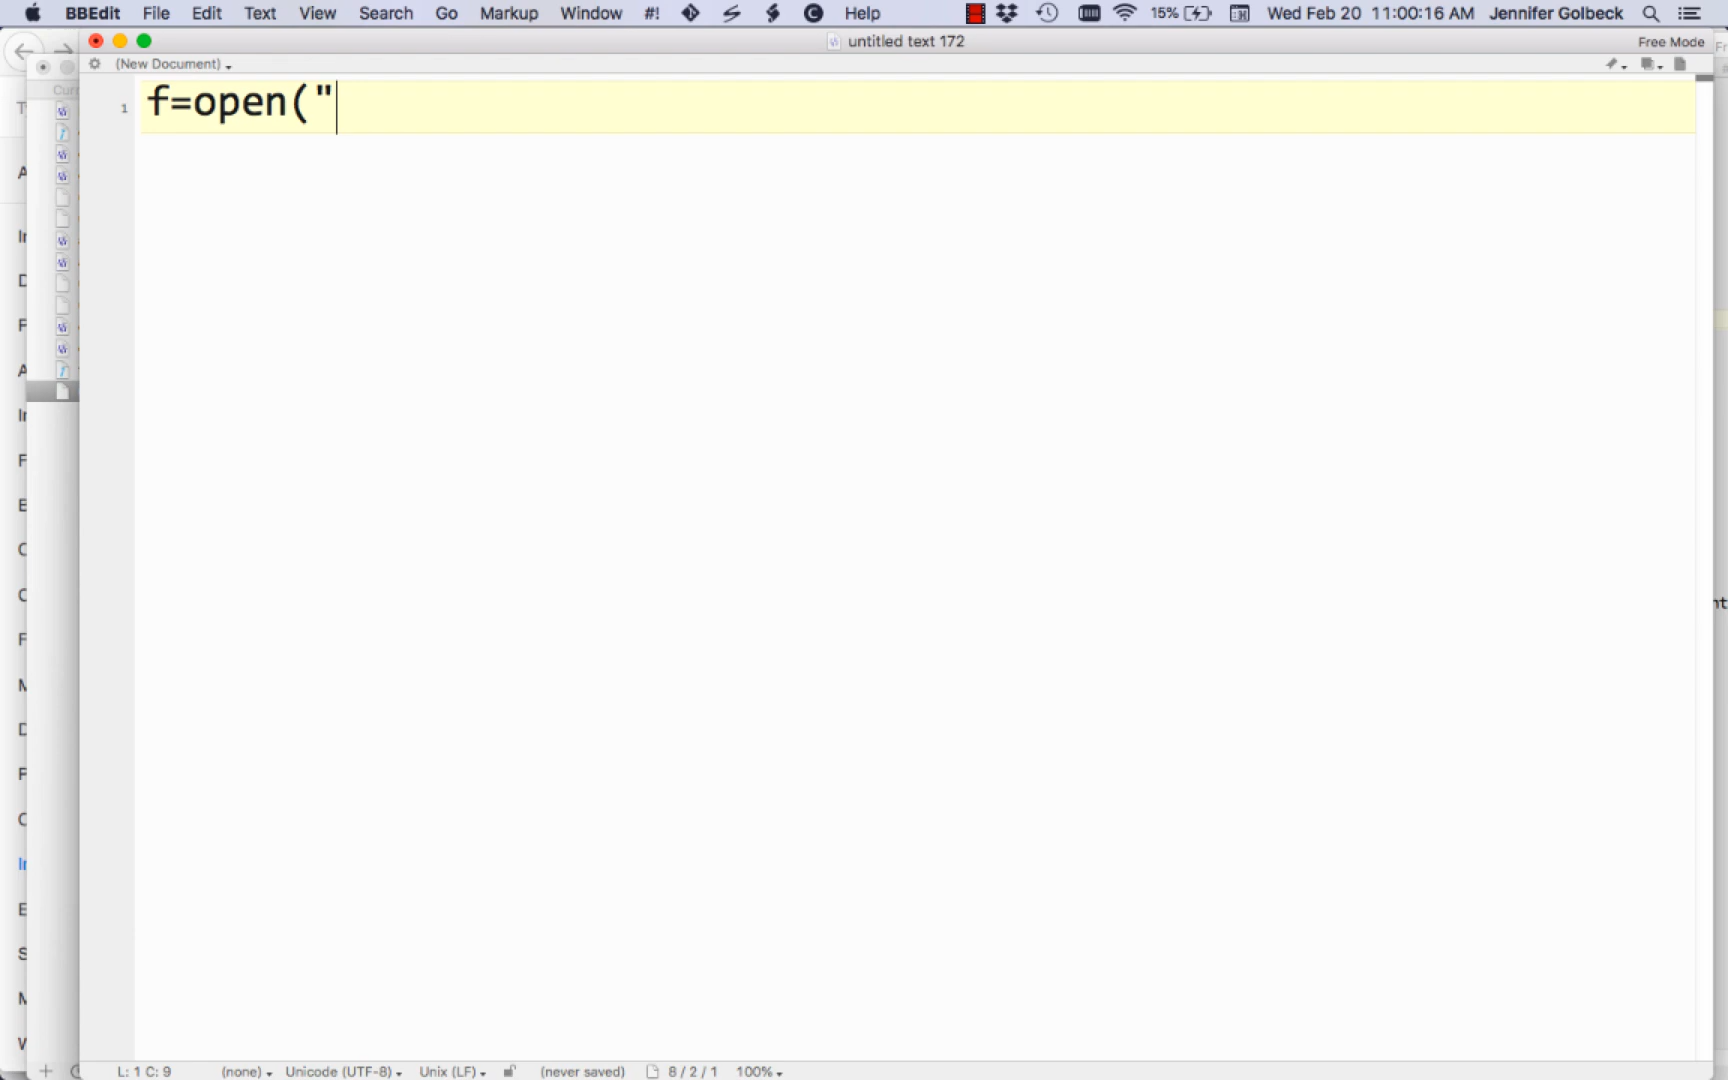 BBEdit File Edit Text View Search Go Markup Window #! Help 15% Wed Feb 20 11:00:16 AM Jennifer Golbeck
untitled text 172 Free Mode
(New Document)
1 f=open("
L: 1 C: 9 (none) Unicode (UTF-8) Unix (LF) (never saved) 8 / 2 / 1 100%